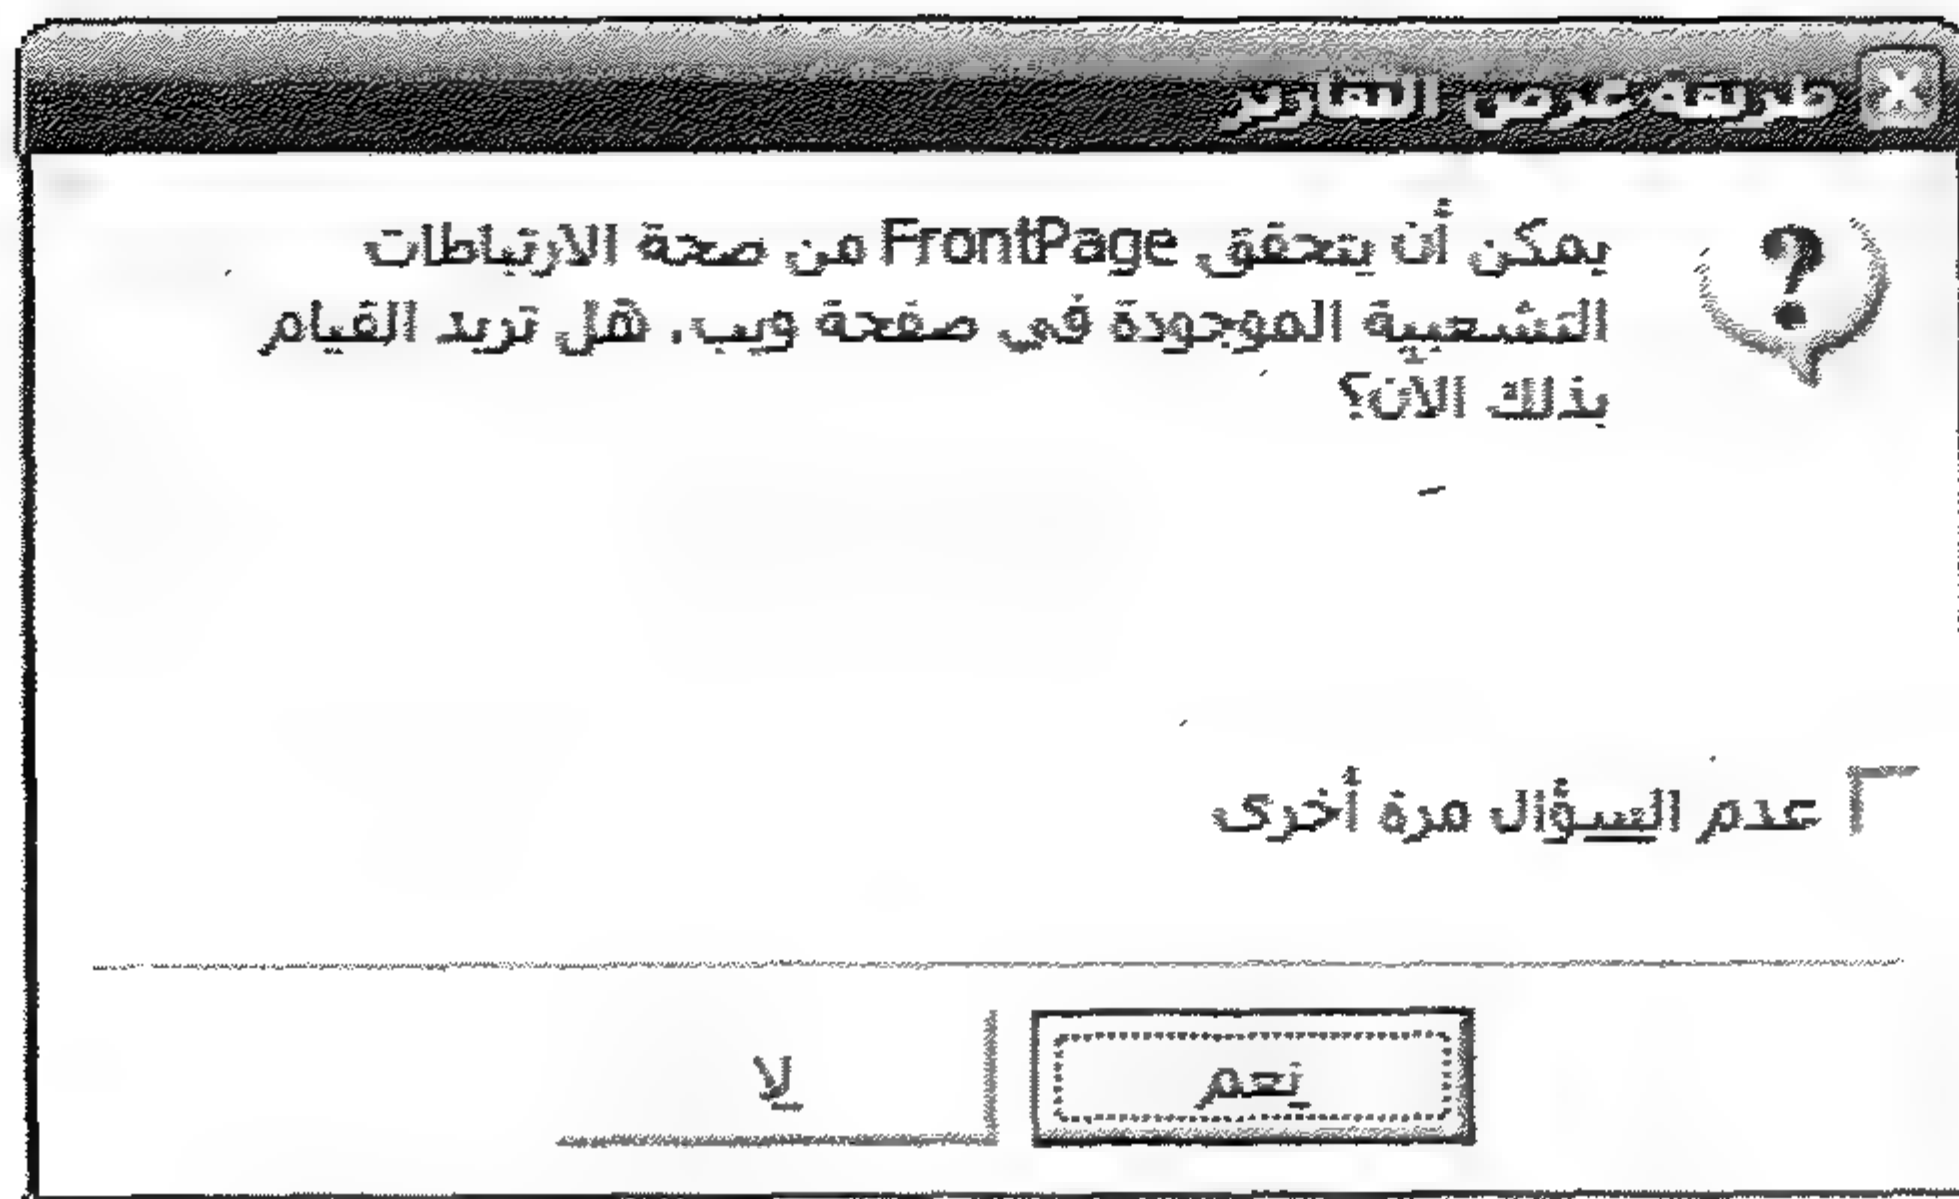 طريقة عرض التقارير
يمكن أن يتحقق FrontPage من صحة الارتباطات
التشعبية الموجودة في صفحة ويب. هل تريد القيام
بذلك الآن؟
عدم السؤال مرة أخرى
نعم
لا